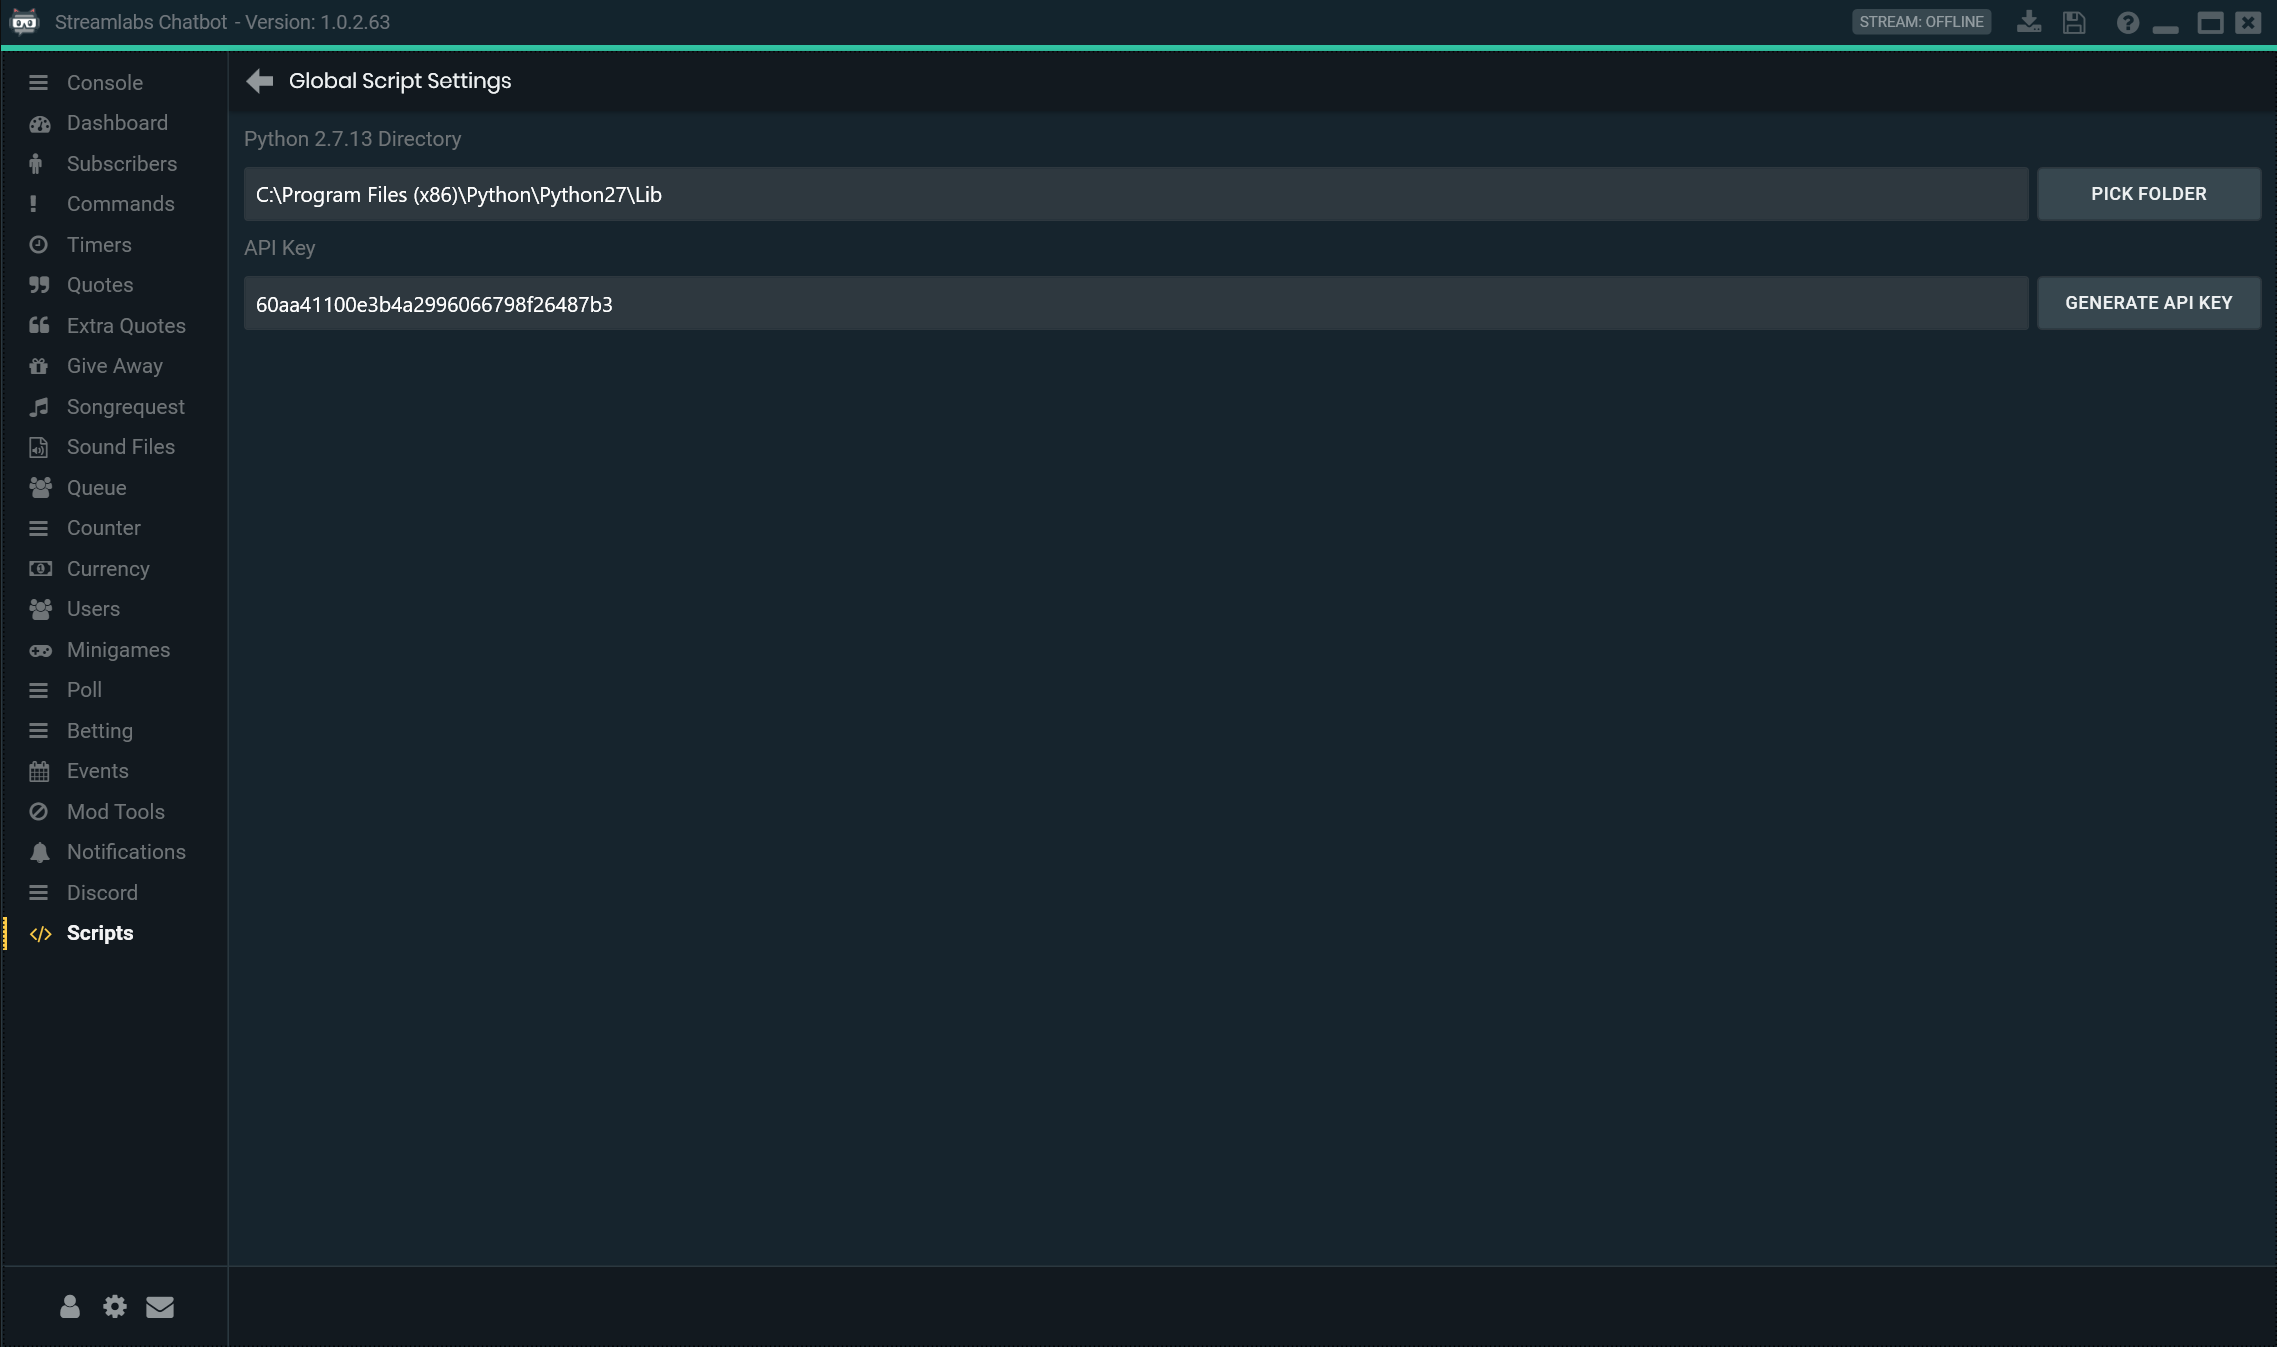 Streamlabs Chatbot - Version: 1.0.2.63
STREAM: OFFLINE
Console
Dashboard
Subscribers
Commands
Timers
Quotes
Extra Quotes
Give Away
Songrequest
Sound Files
Queue
Counter
Currency
Users
Minigames
Poll
Betting
Events
Mod Tools
Notifications
Discord
Scripts
Global Script Settings
Python 2.7.13 Directory
C:\Program Files (x86)\Python\Python27\Lib
PICK FOLDER
API Key
60aa41100e3b4a2996066798f26487b3
GENERATE API KEY